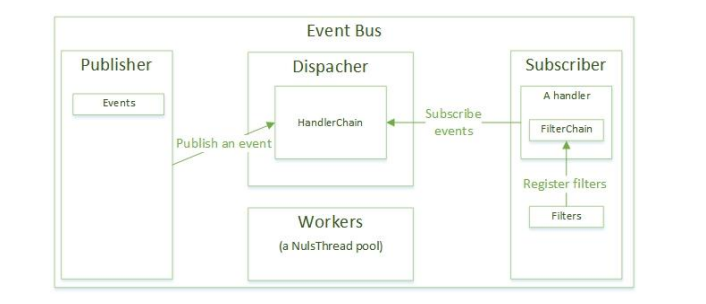 Event Bus
Publisher
Events
Publish an event
Dispacher
HandlerChain
Subscribe
events
Subscriber
A handler
FilterChain
Register filters
Filters
Workers
(a NulsThread pool)